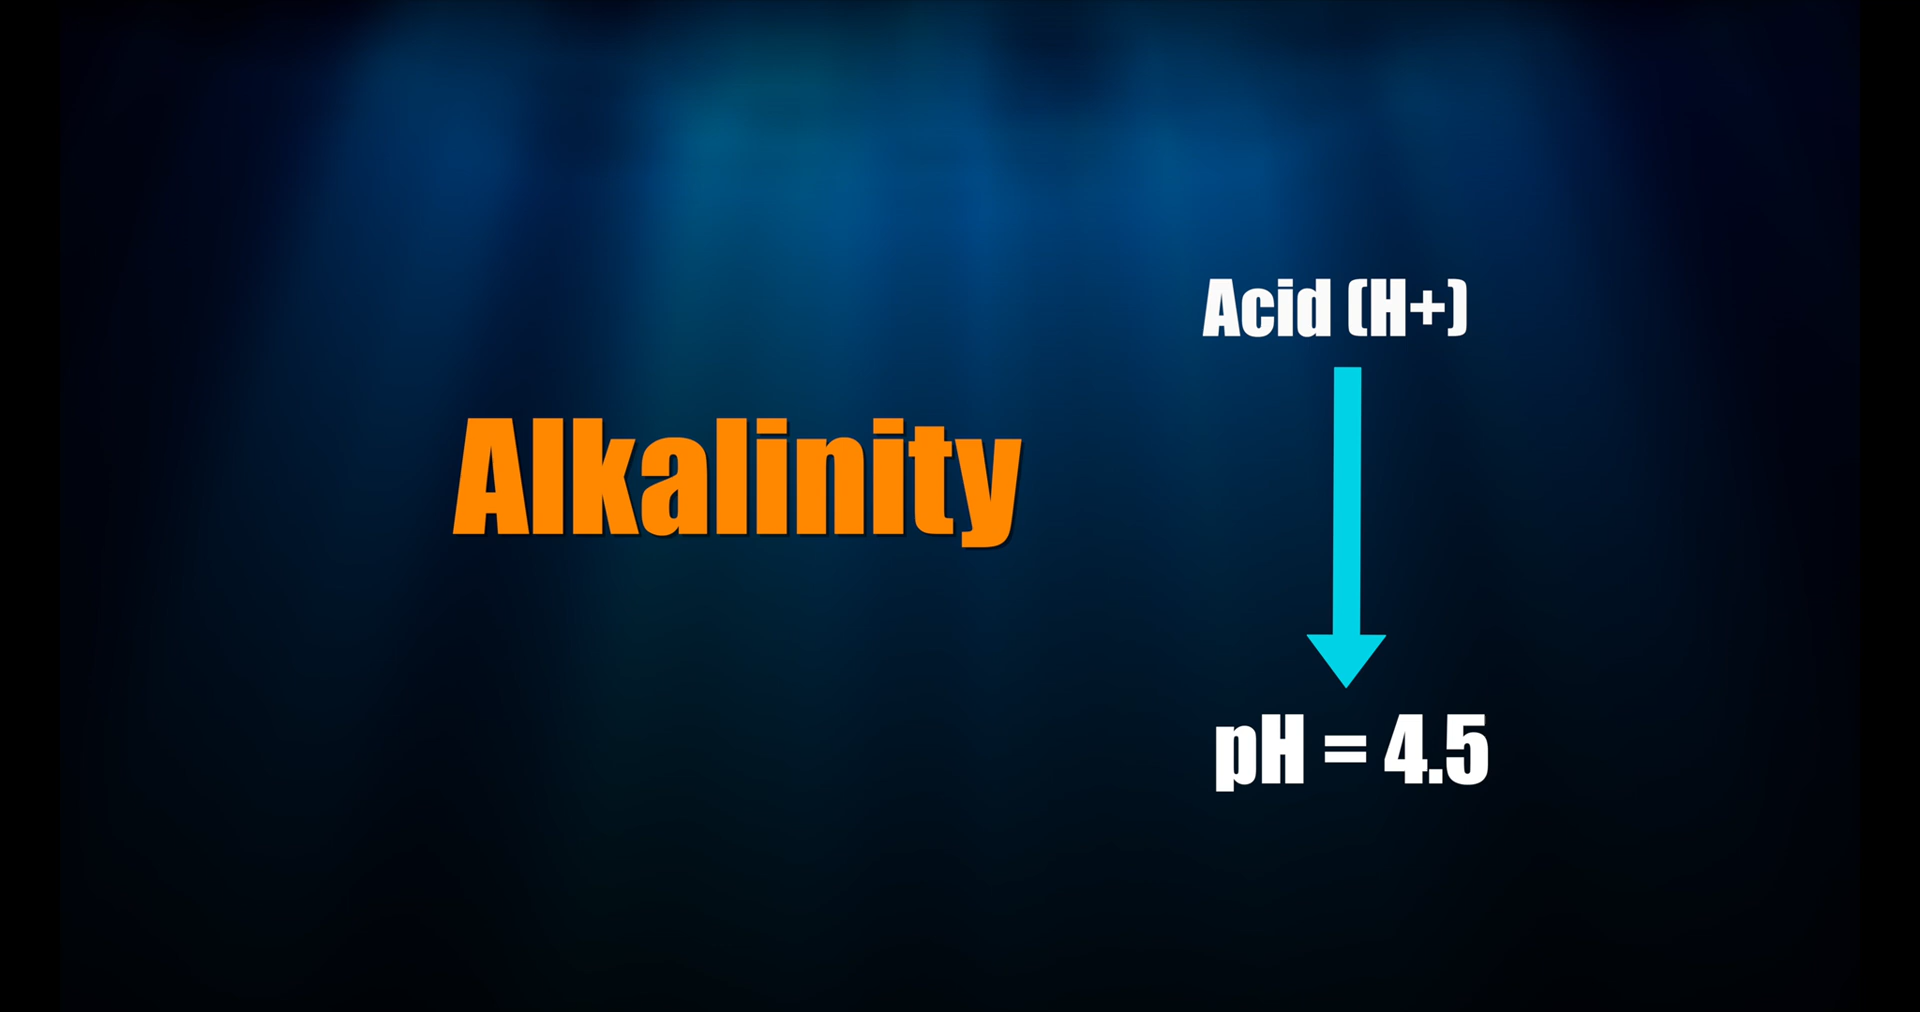 Acid (H+)
Alkalinity
pH = 4.5